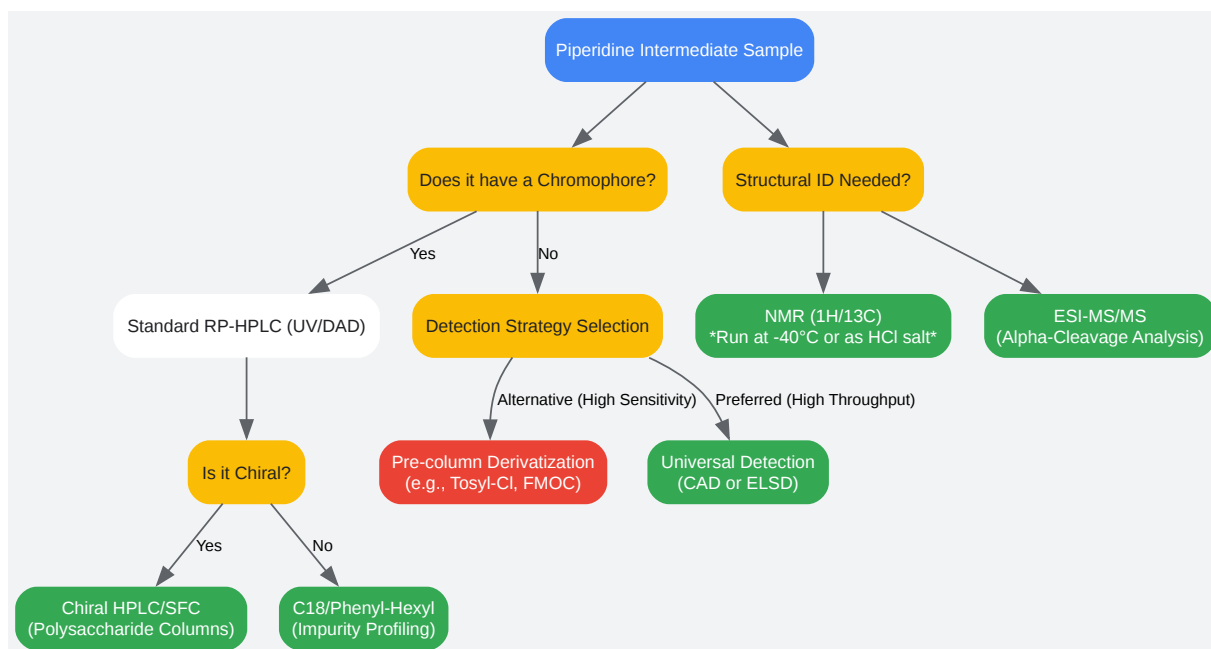 Piperidine Intermediate Sample
Does it have a Chromophore?
Structural ID Needed?
Yes
No
Standard RP-HPLC (UV/DAD)
Detection Strategy Selection
NMR (1H/13C)
*Run at -40°C or as HCl salt*
ESI-MS/MS
(Alpha-Cleavage Analysis)
Alternative (High Sensitivity)
Preferred (High Throughput)
Is it Chiral?
Pre-column Derivatization
(e.g., Tosyl-Cl, FMOC)
Universal Detection
(CAD or ELSD)
Yes
No
Chiral HPLC/SFC
(Polysaccharide Columns)
C18/Phenyl-Hexyl
(Impurity Profiling)